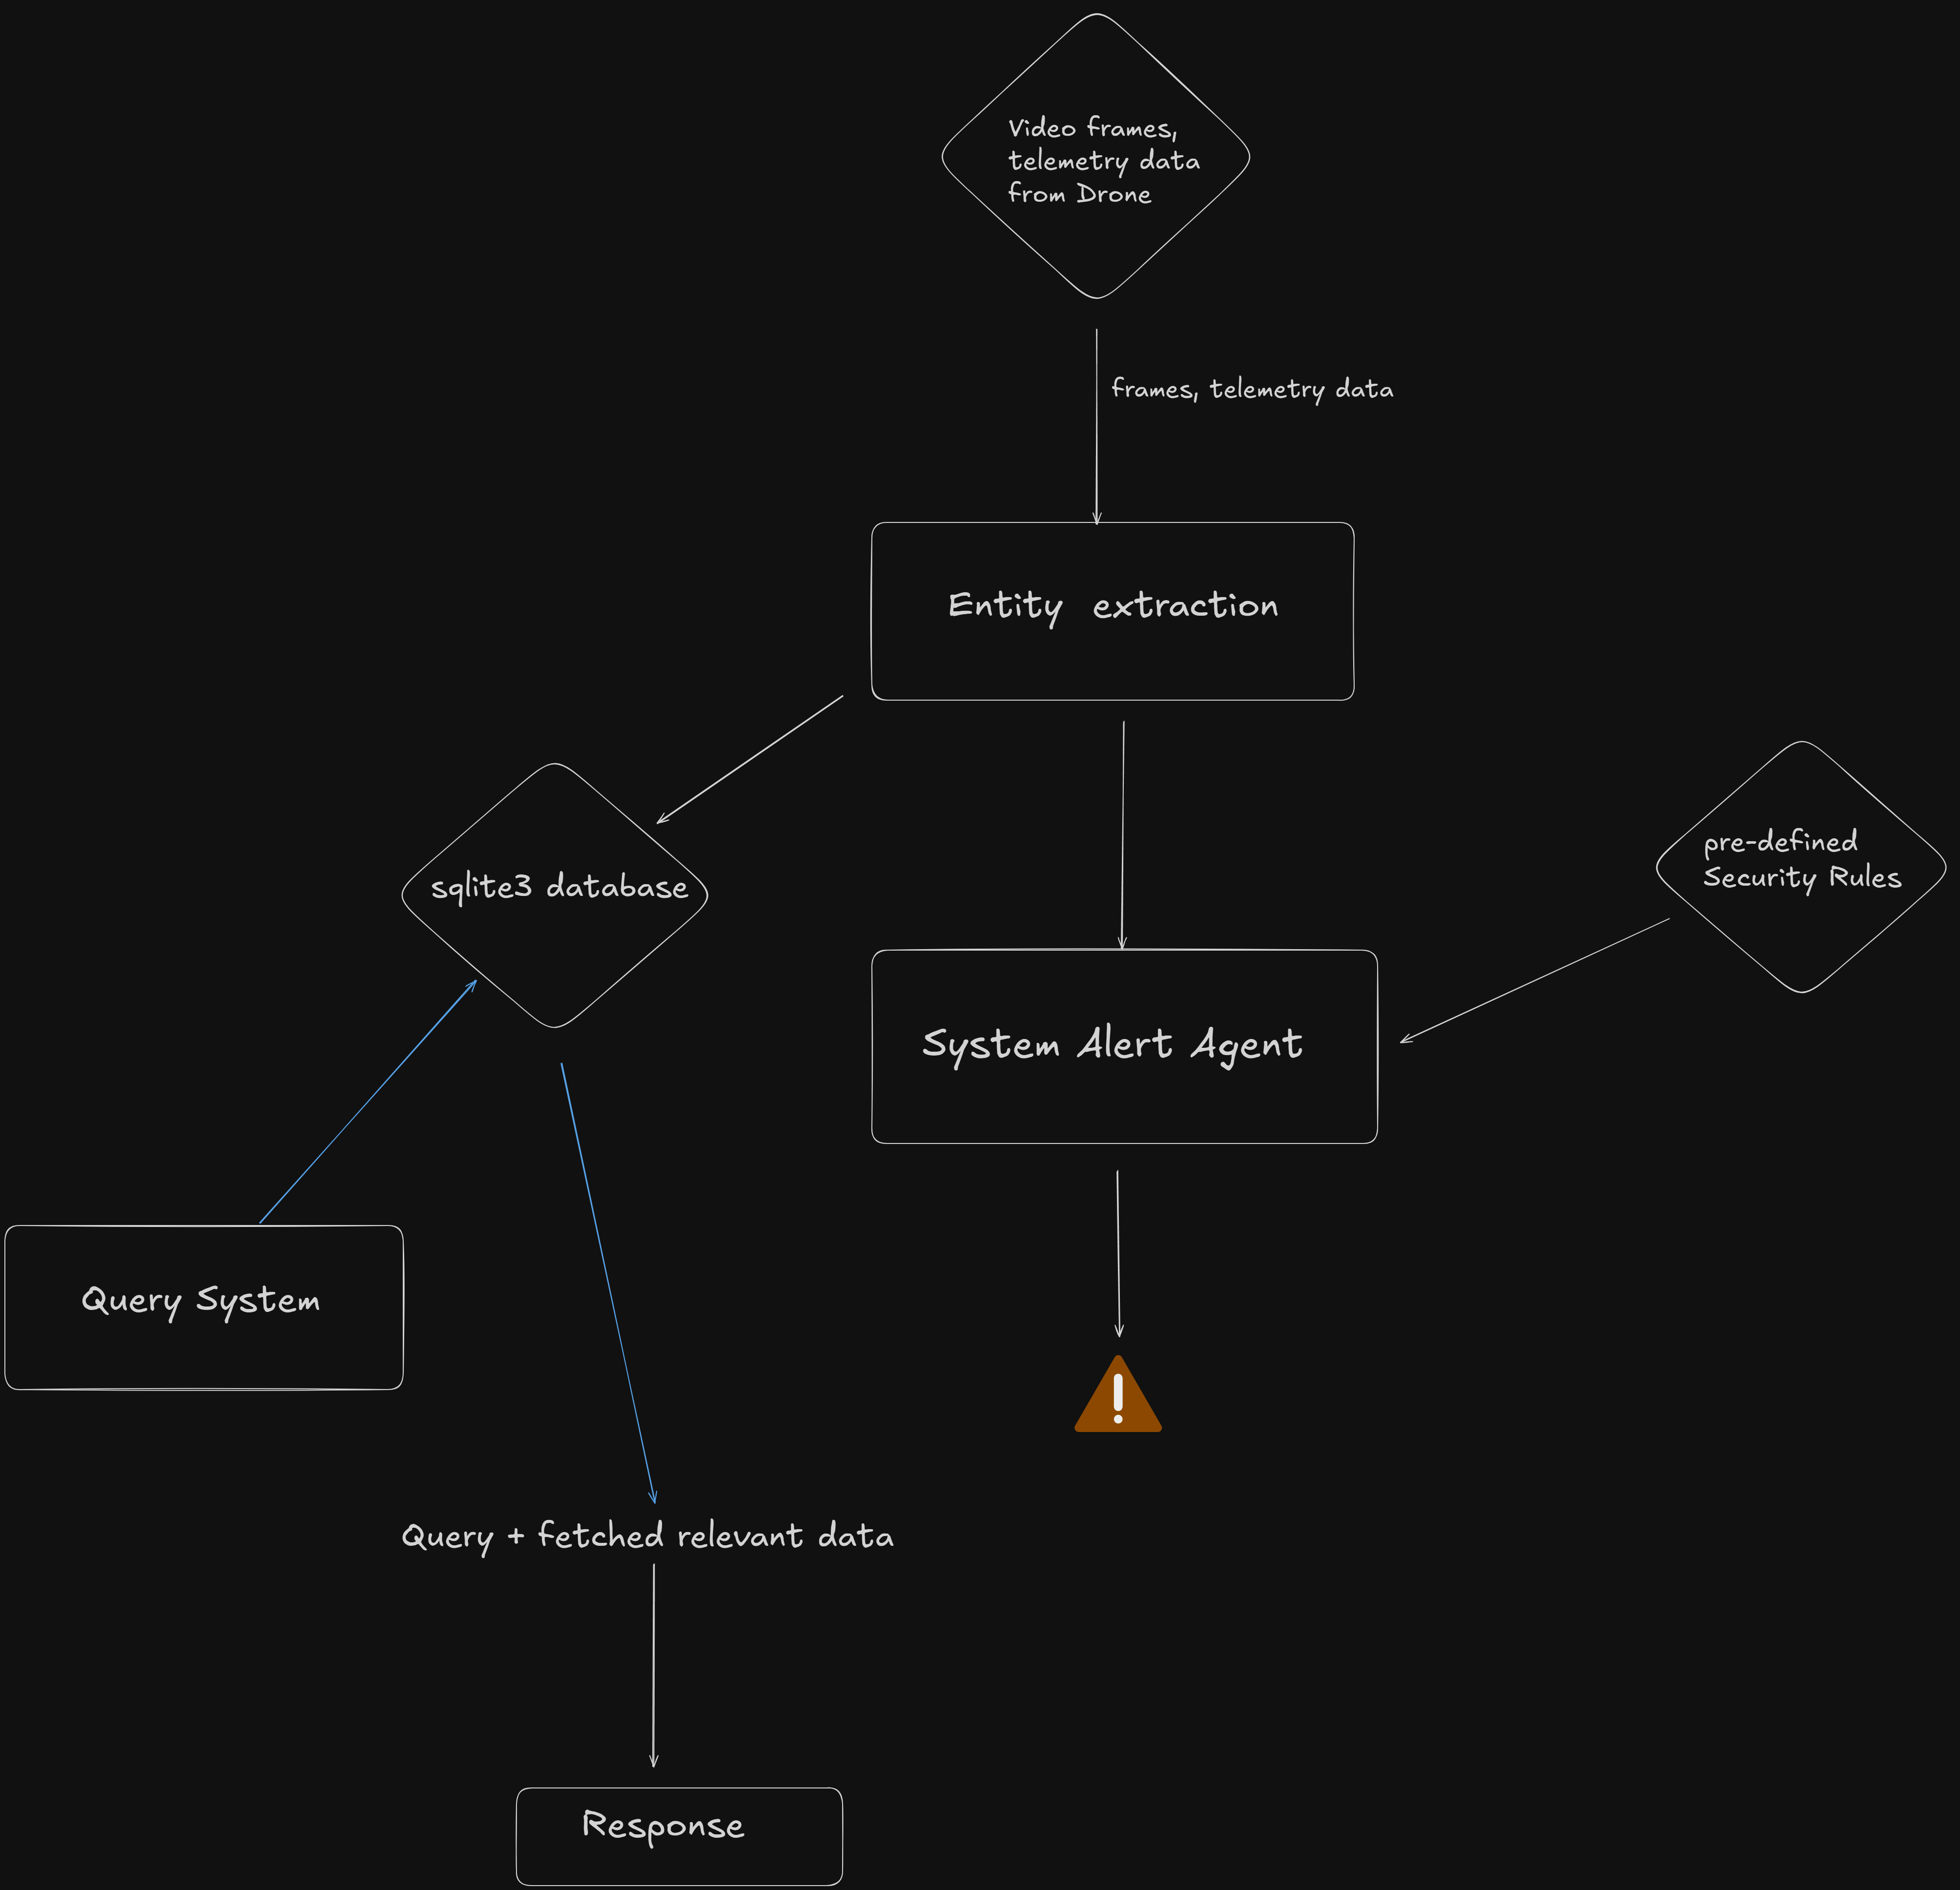 Video frames,
telemetry data
from Drone
frames, telemetry data
Entity extraction
sqlite3 database
pre-defined
Security Rules
System Alert Agent
Query System
Query + fetched relevant data
Response